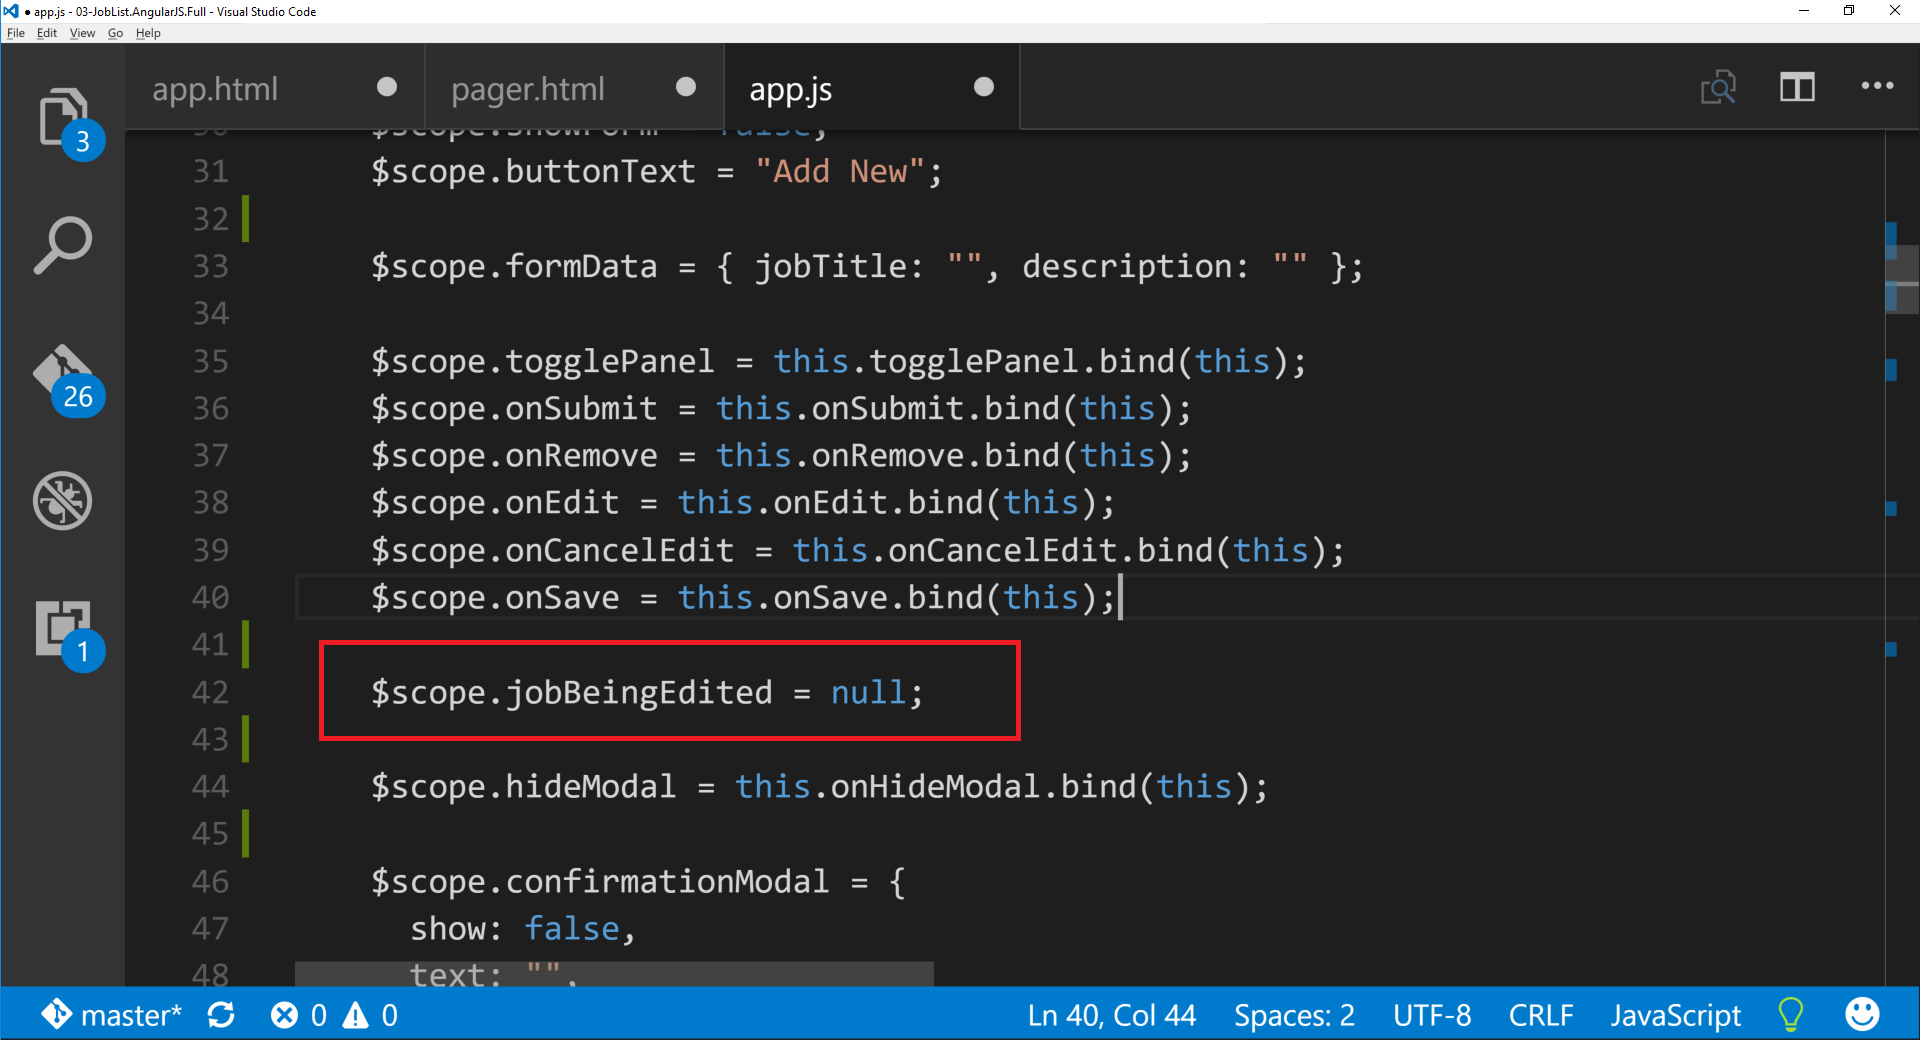 ● app.js - 03-JobList.AngularJS.Full - Visual Studio Code
File Edit View Go Help
app.html ● pager.html ● app.js ●
30 $scope.showForm = false;
31 $scope.buttonText = "Add New";
32
33 $scope.formData = { jobTitle: "", description: "" };
34
35 $scope.togglePanel = this.togglePanel.bind(this);
36 $scope.onSubmit = this.onSubmit.bind(this);
37 $scope.onRemove = this.onRemove.bind(this);
38 $scope.onEdit = this.onEdit.bind(this);
39 $scope.onCancelEdit = this.onCancelEdit.bind(this);
40 $scope.onSave = this.onSave.bind(this);
41
42 $scope.jobBeingEdited = null;
43
44 $scope.hideModal = this.onHideModal.bind(this);
45
46 $scope.confirmationModal = {
47 show: false,
48 text: "",
3
26
1
master* 0 0 Ln 40, Col 44 Spaces: 2 UTF-8 CRLF JavaScript